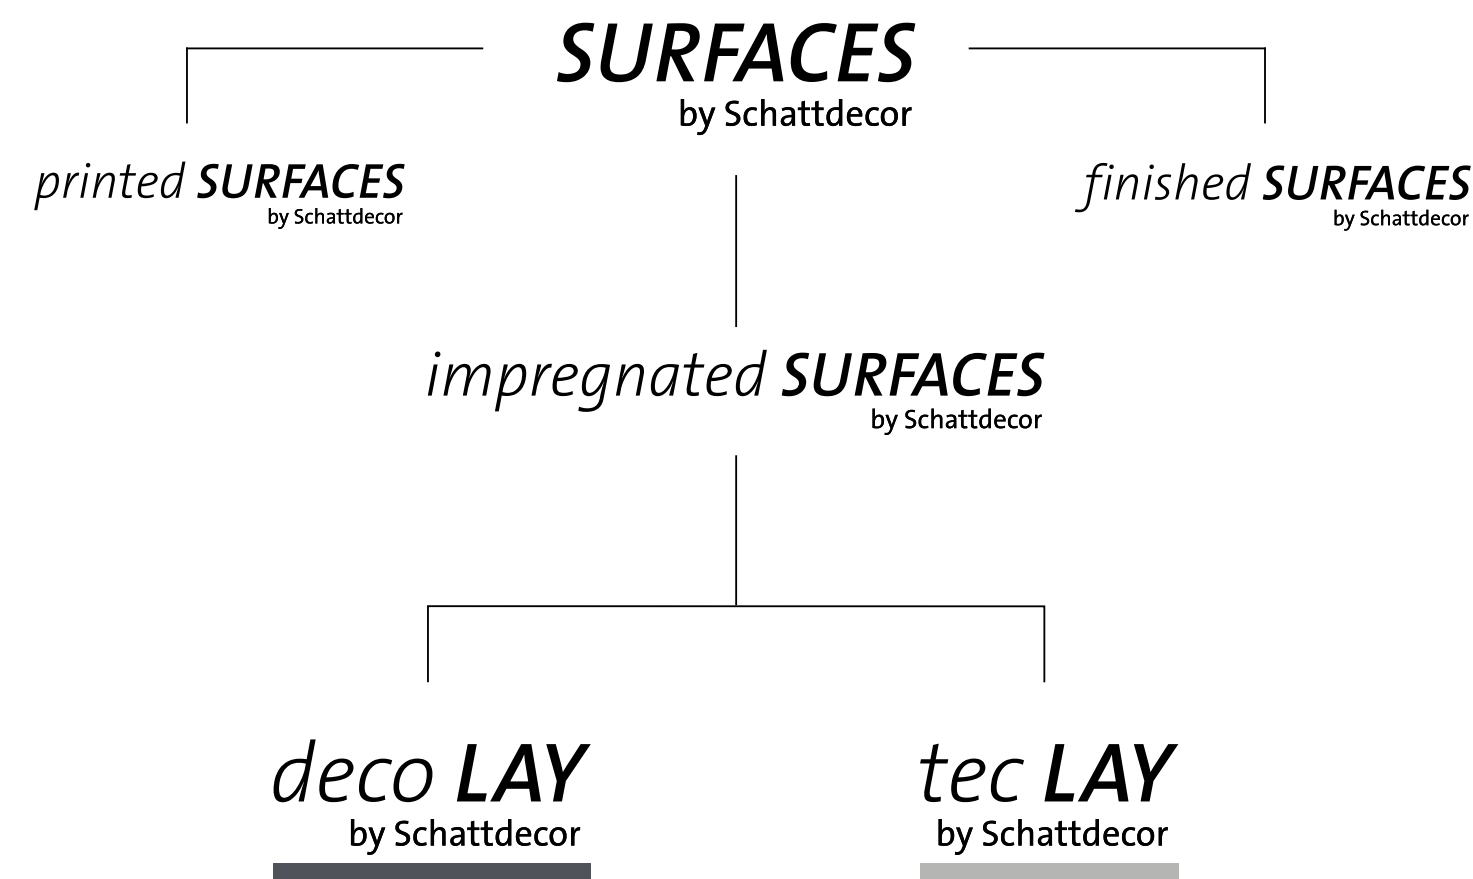 SURFACES
by Schattdecor
printed SURFACES
by Schattdecor
finished SURFACES
by Schattdecor
impregnated SURFACES
by Schattdecor
deco LAY
by Schattdecor
tec LAY
by Schattdecor